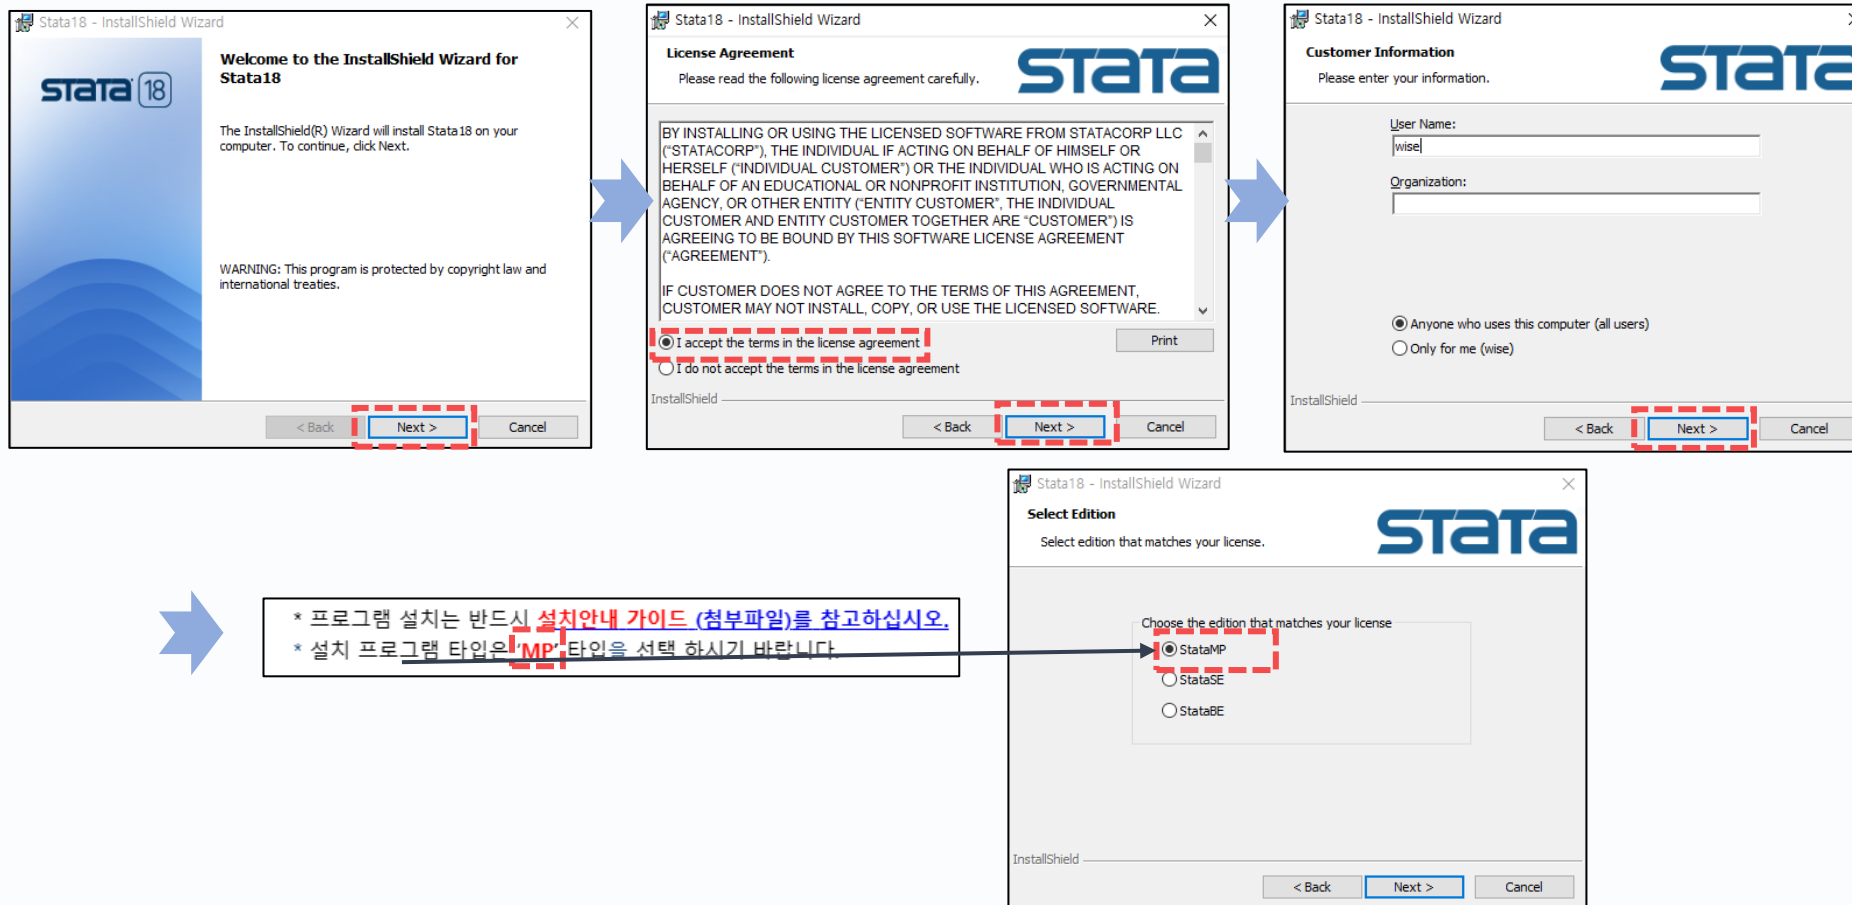 Stata18 - InstallShield Wizard
STATA 18
Welcome to the InstallShield Wizard for
Stata18
The InstallShield(R) Wizard will install Stata18 on your
computer. To continue, click Next.
WARNING: This program is protected by copyright law and
international treaties.
< Back
Next >
Cancel
Stata18 - InstallShield Wizard
License Agreement
Please read the following license agreement carefully.
STATA
BY INSTALLING OR USING THE LICENSED SOFTWARE FROM STATACORP LLC
("STATACORP"), THE INDIVIDUAL IF ACTING ON BEHALF OF HIMSELF OR
HERSELF ("INDIVIDUAL CUSTOMER") OR THE INDIVIDUAL WHO IS ACTING ON
BEHALF OF AN EDUCATIONAL OR NONPROFIT INSTITUTION, GOVERNMENTAL
AGENCY, OR OTHER ENTITY ("ENTITY CUSTOMER", THE INDIVIDUAL
CUSTOMER AND ENTITY CUSTOMER TOGETHER ARE "CUSTOMER") IS
AGREEING TO BE BOUND BY THIS SOFTWARE LICENSE AGREEMENT
("AGREEMENT").
IF CUSTOMER DOES NOT AGREE TO THE TERMS OF THIS AGREEMENT,
CUSTOMER MAY NOT INSTALL, COPY, OR USE THE LICENSED SOFTWARE.
I accept the terms in the license agreement
Print
I do not accept the terms in the license agreement
InstallShield
< Back
Next >
Cancel
Stata18 - InstallShield Wizard
Customer Information
Please enter your information.
STATA
User Name:
wise
Organization:
Anyone who uses this computer (all users)
Only for me (wise)
InstallShield
< Back
Next >
Cancel
* 프로그램 설치는 반드시 설치안내 가이드 (첨부파일)를 참고하십시오.
* 설치 프로그램 타입은 'MP' 타입을 선택 하시기 바랍니다.
Stata18 - InstallShield Wizard
Select Edition
Select edition that matches your license.
STATA
Choose the edition that matches your license
StataMP
StataSE
StataBE
InstallShield
< Back
Next >
Cancel